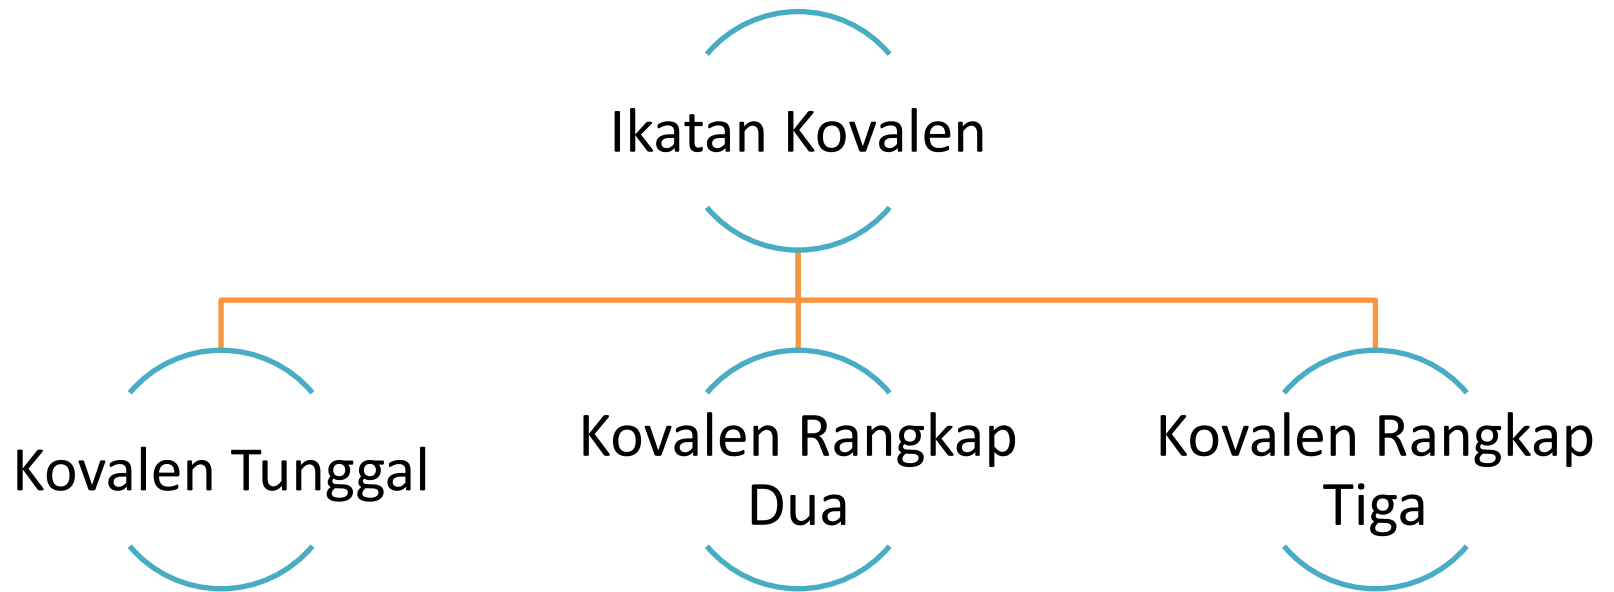 Ikatan Kovalen
Kovalen Tunggal
Kovalen Rangkap
Dua
Kovalen Rangkap
Tiga